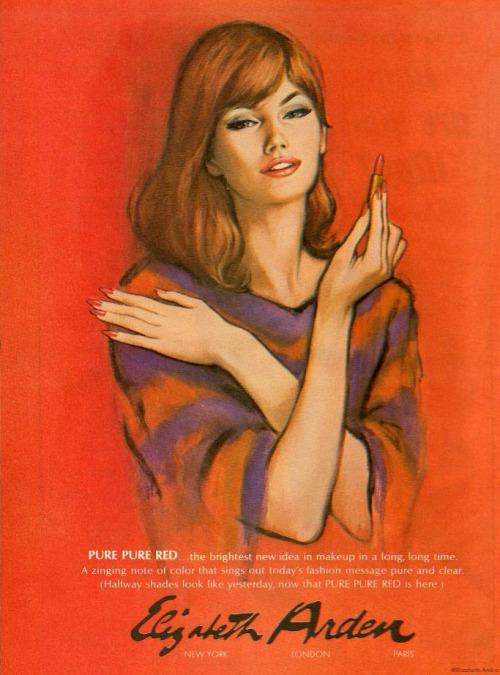 PURE PURE RED...the brightest new idea in makeup in a long, long time.
A zinging note of color that sings out today's fashion message pure and clear.
(Halfway shades look like yesterday, now that PURE PURE RED is here.)
Elizabeth Arden
NEW YORK LONDON PARIS
©Elizabeth Arden